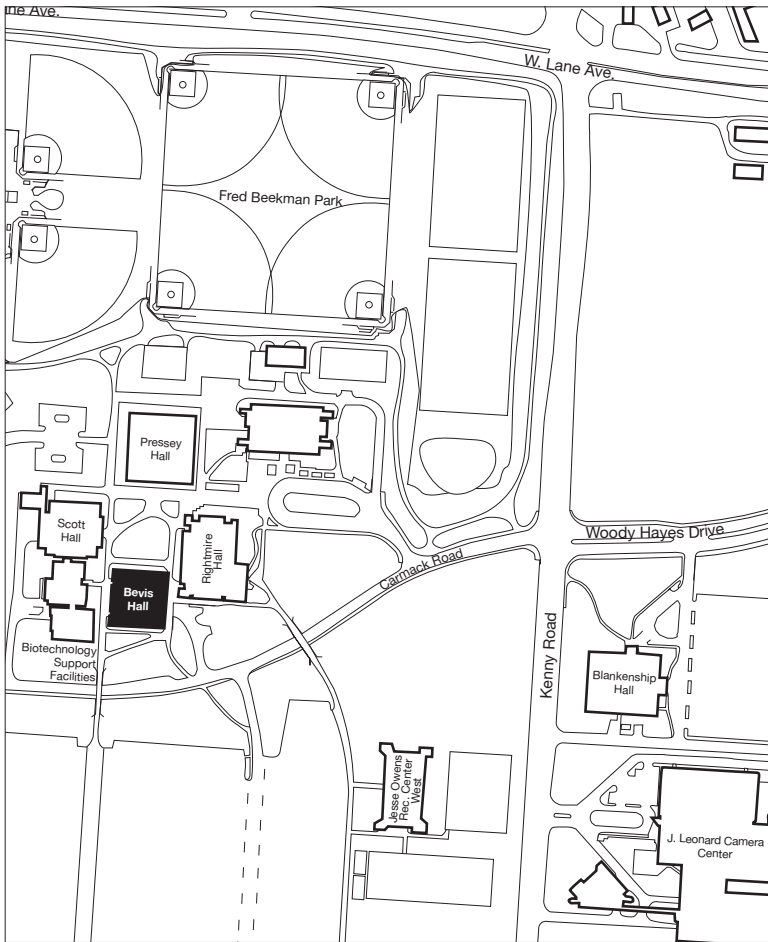 ne Ave.
W. Lane Ave.
Fred Beekman Park
Pressey
Hall
Scott
Hall
Rightmire
Hall
Woody Hayes Drive
Carmack Road
Bevis
Hall
Biotechnology
Support
Facilities
Kenny Road
Blankenship
Hall
Jesse Owens
Rec. Center
West
J. Leonard Camera
Center